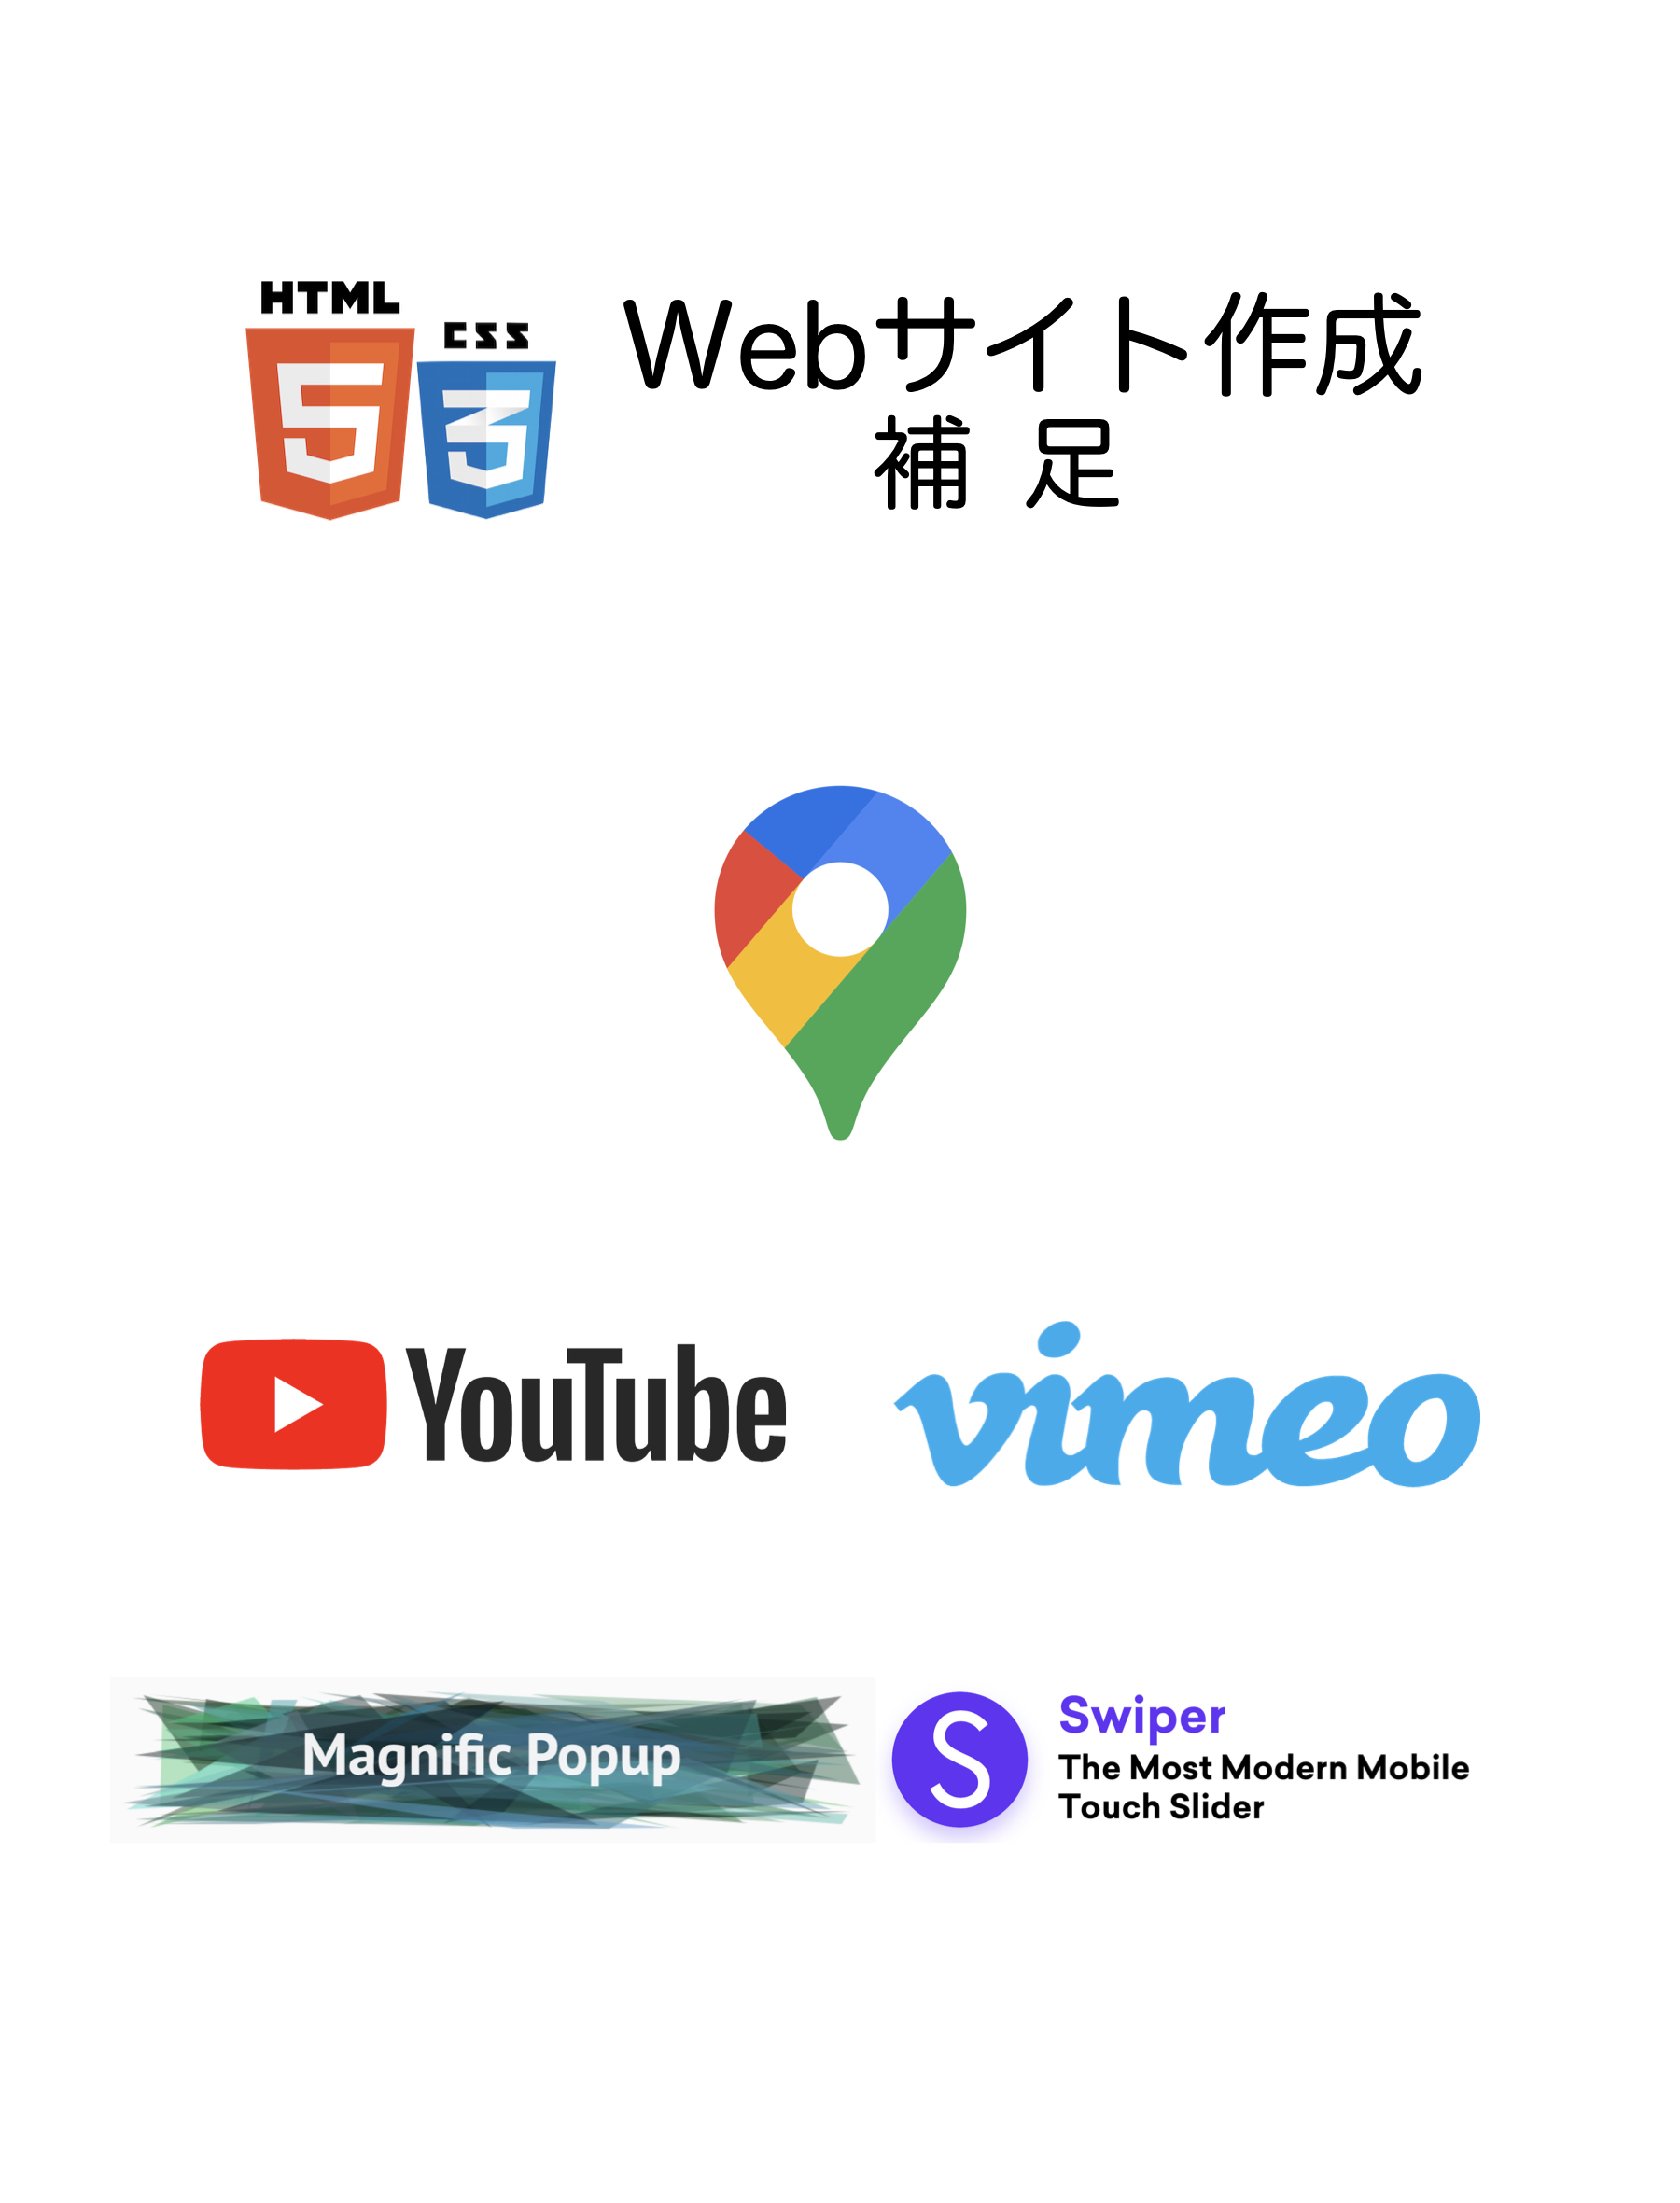 HTML
CSS
Webサイト作成
補 足
YouTube
vimeo
Magnific Popup
Swiper
The Most Modern Mobile
Touch Slider